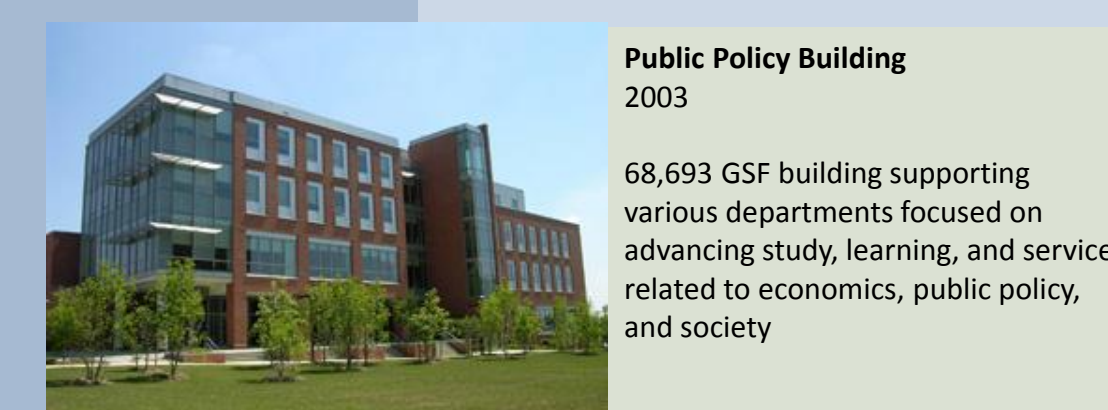 Public Policy Building
2003
68,693 GSF building supporting
various departments focused on
advancing study, learning, and service
related to economics, public policy,
and society